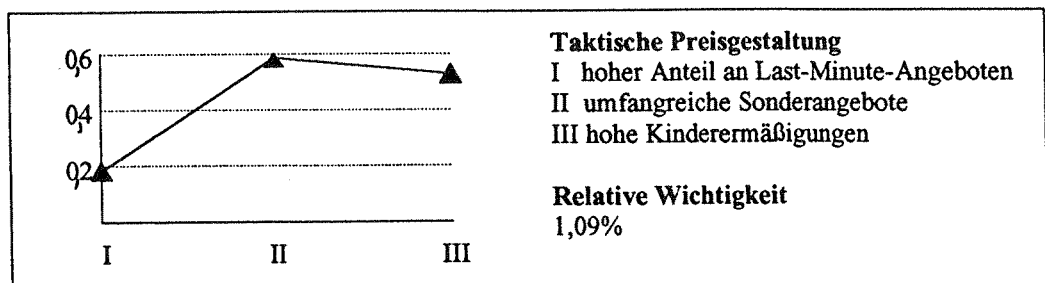 0,6
0,4
0,2
I II III
Taktische Preisgestaltung
I hoher Anteil an Last-Minute-Angeboten
II umfangreiche Sonderangebote
III hohe Kinderermäßigungen
Relative Wichtigkeit
1,09%